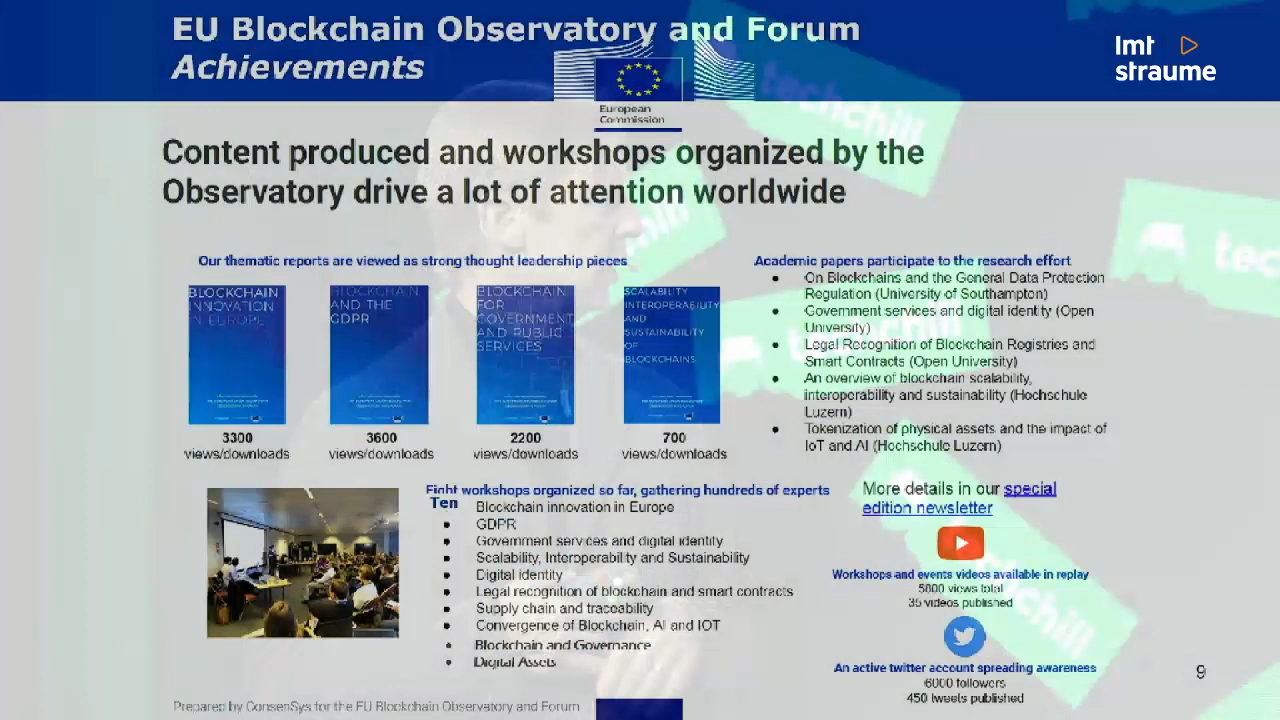 EU Blockchain Observatory and Forum
Achievements
lmt
straume
European
Commission
Content produced and workshops organized by the
Observatory drive a lot of attention worldwide
Our thematic reports are viewed as strong thought leadership pieces
BLOCKCHAIN
INNOVATION
IN EUROPE
BLOCKCHAIN
AND THE
GDPR
BLOCKCHAIN
FOR
GOVERNMENT
AND PUBLIC
SERVICES
SCALABILITY
INTEROPERABILITY
AND
SUSTAINABILITY
OF
BLOCKCHAINS
3300
views/downloads
3600
views/downloads
2200
views/downloads
700
views/downloads
Academic papers participate to the research effort
On Blockchains and the General Data Protection
Regulation (University of Southampton)
Government services and digital identity (Open
University)
Legal Recognition of Blockchain Registries and
Smart Contracts (Open University)
An overview of blockchain scalability,
interoperability and sustainability (Hochschule
Luzern)
Tokenization of physical assets and the impact of
IoT and AI (Hochschule Luzern)
Eight workshops organized so far, gathering hundreds of experts
Ten
Blockchain innovation in Europe
GDPR
Government services and digital identity
Scalability, Interoperability and Sustainability
Digital identity
Legal recognition of blockchain and smart contracts
Supply chain and traceability
Convergence of Blockchain, AI and IOT
Blockchain and Governance
Digital Assets
More details in our special
edition newsletter
Workshops and events videos available in replay
5800 views total
35 videos published
An active twitter account spreading awareness
6000 followers
450 tweets published
9
Prepared by ConsenSys for the EU Blockchain Observatory and Forum
techchill
chill
techchill
tec
techchill